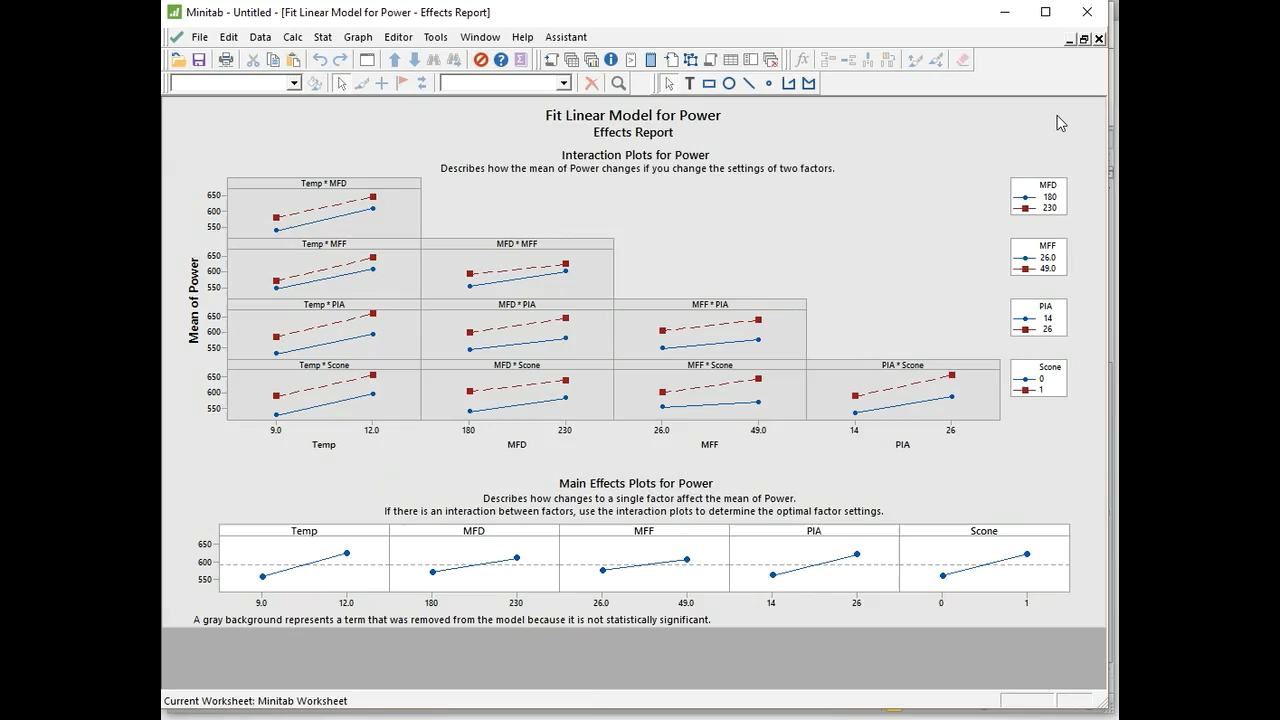 Minitab - Untitled - [Fit Linear Model for Power - Effects Report]
File Edit Data Calc Stat Graph Editor Tools Window Help Assistant
Fit Linear Model for Power
Effects Report
Interaction Plots for Power
Describes how the mean of Power changes if you change the settings of two factors.
Mean of Power
Temp * MFD
650
600
550
MFD
180
230
Temp * MFF
MFD * MFF
650
600
550
MFF
26.0
49.0
Temp * PIA
MFD * PIA
MFF * PIA
650
600
550
PIA
14
26
Temp * Scone
MFD * Scone
MFF * Scone
PIA * Scone
650
600
550
Scone
0
1
9.0 12.0 180 230 26.0 49.0 14 26
Temp MFD MFF PIA
Main Effects Plots for Power
Describes how changes to a single factor affect the mean of Power.
If there is an interaction between factors, use the interaction plots to determine the optimal factor settings.
Temp MFD MFF PIA Scone
650
600
550
9.0 12.0 180 230 26.0 49.0 14 26 0 1
A gray background represents a term that was removed from the model because it is not statistically significant.
Current Worksheet: Minitab Worksheet